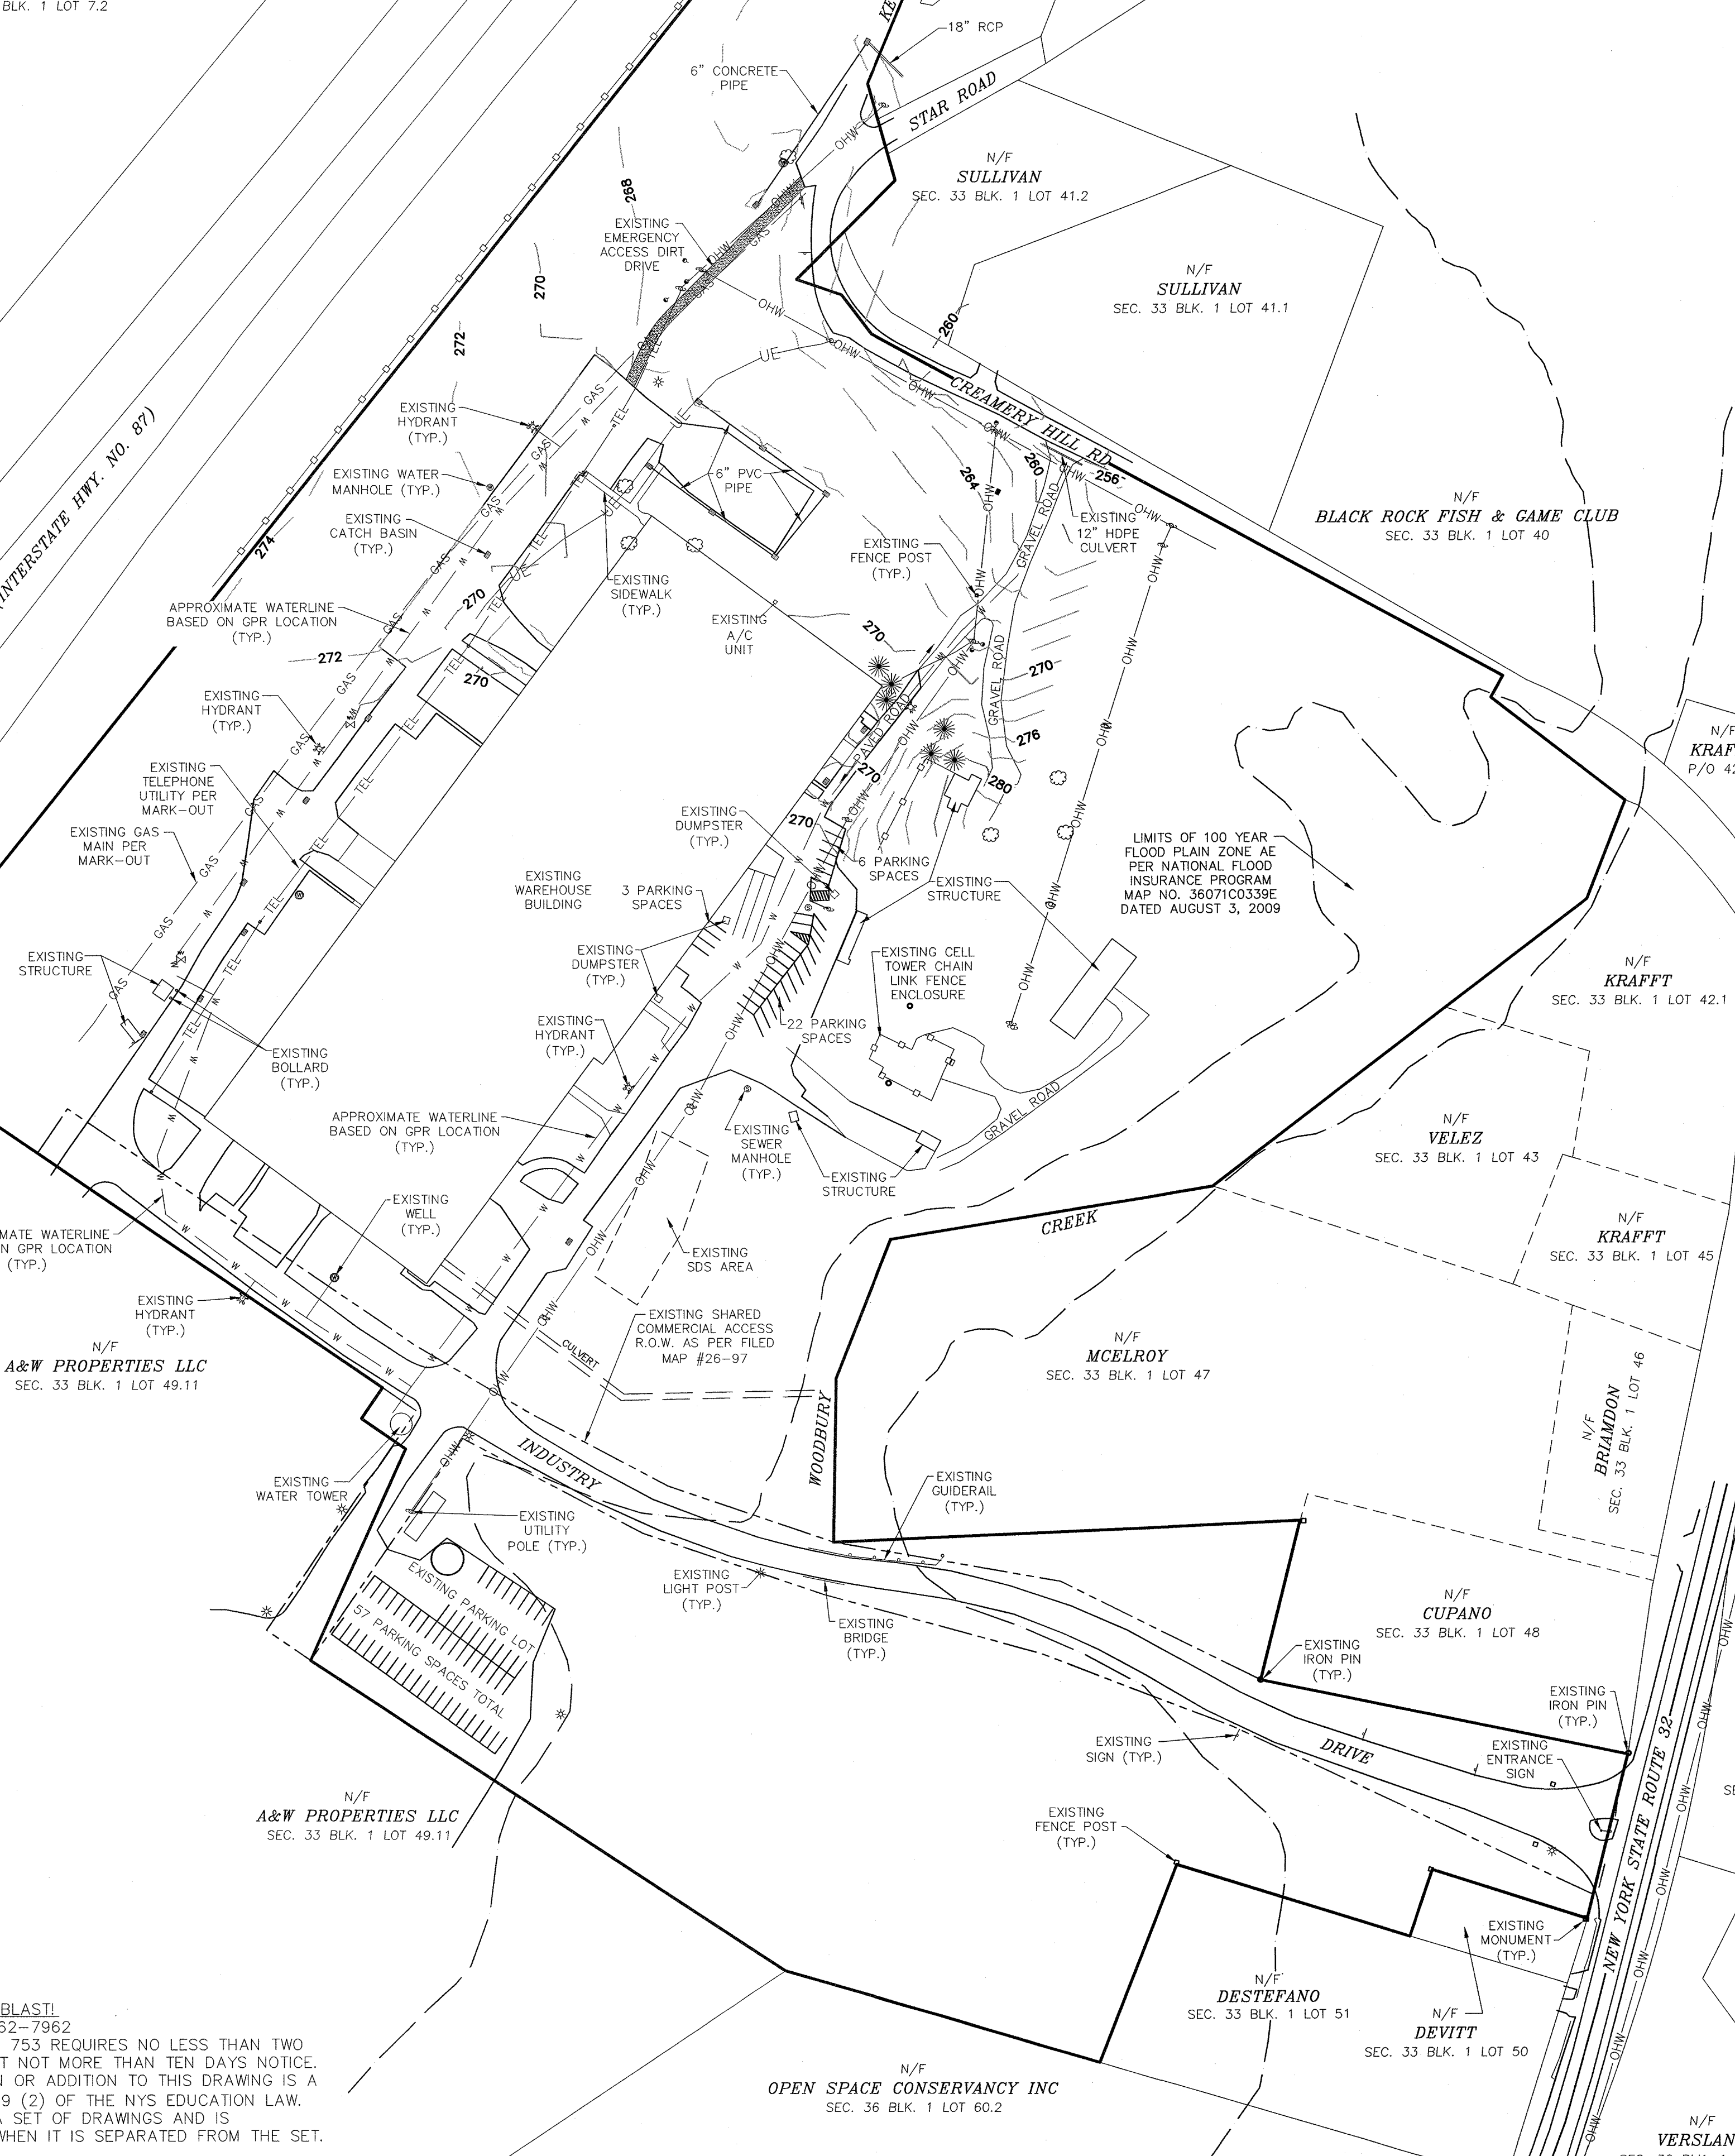 BLK. 1 LOT 7.2
18" RCP
6" CONCRETE
PIPE
OHW
STAR ROAD
N/F
SULLIVAN
SEC. 33 BLK. 1 LOT 41.2
268
EXISTING
EMERGENCY
ACCESS DIRT
DRIVE
OHW
GAS
270
272
OHW
N/F
SULLIVAN
SEC. 33 BLK. 1 LOT 41.1
260
UE
OHW
TEL
GAS
CREAMERY HILL RD
EXISTING
HYDRANT
(TYP.)
EXISTING WATER
MANHOLE (TYP.)
6" PVC
PIPE
264
260
256
(INTERSTATE HWY. NO. 87)
274
EXISTING
CATCH BASIN
(TYP.)
EXISTING
12" HDPE
CULVERT
GRAVEL ROAD
N/F
BLACK ROCK FISH & GAME CLUB
SEC. 33 BLK. 1 LOT 40
EXISTING
FENCE POST
(TYP.)
EXISTING
SIDEWALK
(TYP.)
APPROXIMATE WATERLINE
BASED ON GPR LOCATION
(TYP.)
270
EXISTING
A/C
UNIT
270
272
270
270
GRAVEL ROAD
PAVED ROAD
276
280
EXISTING
HYDRANT
(TYP.)
N/F
P/O 42
EXISTING
TELEPHONE
UTILITY PER
MARK-OUT
270
EXISTING
DUMPSTER
(TYP.)
270
EXISTING GAS
MAIN PER
MARK-OUT
6 PARKING
SPACES
LIMITS OF 100 YEAR
FLOOD PLAIN ZONE AE
PER NATIONAL FLOOD
INSURANCE PROGRAM
MAP NO. 36071C0339E
DATED AUGUST 3, 2009
EXISTING
WAREHOUSE
BUILDING
3 PARKING
SPACES
EXISTING
STRUCTURE
EXISTING
DUMPSTER
(TYP.)
EXISTING
STRUCTURE
EXISTING CELL
TOWER CHAIN
LINK FENCE
ENCLOSURE
N/F
KRAFFT
SEC. 33 BLK. 1 LOT 42.1
EXISTING
HYDRANT
(TYP.)
22 PARKING
SPACES
EXISTING
BOLLARD
(TYP.)
GRAVEL ROAD
APPROXIMATE WATERLINE
BASED ON GPR LOCATION
(TYP.)
EXISTING
SEWER
MANHOLE
(TYP.)
EXISTING
STRUCTURE
N/F
VELEZ
SEC. 33 BLK. 1 LOT 43
EXISTING
WELL
(TYP.)
CREEK
N/F
KRAFFT
SEC. 33 BLK. 1 LOT 45
MATE WATERLINE
N GPR LOCATION
(TYP.)
EXISTING
SDS AREA
EXISTING
HYDRANT
(TYP.)
EXISTING SHARED
COMMERCIAL ACCESS
R.O.W. AS PER FILED
MAP #26-97
CULVERT
N/F
A&W PROPERTIES LLC
SEC. 33 BLK. 1 LOT 49.11
N/F
MCELROY
SEC. 33 BLK. 1 LOT 47
N/F
BRIAMDON
SEC. 33 BLK. 1 LOT 46
WOODBURY
INDUSTRY
EXISTING
WATER TOWER
EXISTING
GUIDERAIL
(TYP.)
EXISTING
UTILITY
POLE (TYP.)
EXISTING
LIGHT POST
(TYP.)
EXISTING PARKING LOT
57 PARKING SPACES TOTAL
EXISTING
BRIDGE
(TYP.)
N/F
CUPANO
SEC. 33 BLK. 1 LOT 48
EXISTING
IRON PIN
(TYP.)
EXISTING
IRON PIN
(TYP.)
EXISTING
SIGN (TYP.)
DRIVE
EXISTING
ENTRANCE
SIGN
NEW YORK STATE ROUTE 32
N/F
A&W PROPERTIES LLC
SEC. 33 BLK. 1 LOT 49.11
EXISTING
FENCE POST
(TYP.)
EXISTING
MONUMENT
(TYP.)
N/F
DESTEFANO
SEC. 33 BLK. 1 LOT 51
N/F
DEVITT
SEC. 33 BLK. 1 LOT 50
BLAST!
62-7962
753 REQUIRES NO LESS THAN TWO
T NOT MORE THAN TEN DAYS NOTICE.
N OR ADDITION TO THIS DRAWING IS A
9 (2) OF THE NYS EDUCATION LAW.
A SET OF DRAWINGS AND IS
WHEN IT IS SEPARATED FROM THE SET.
N/F
OPEN SPACE CONSERVANCY INC
SEC. 36 BLK. 1 LOT 60.2
N/F
VERSLAN